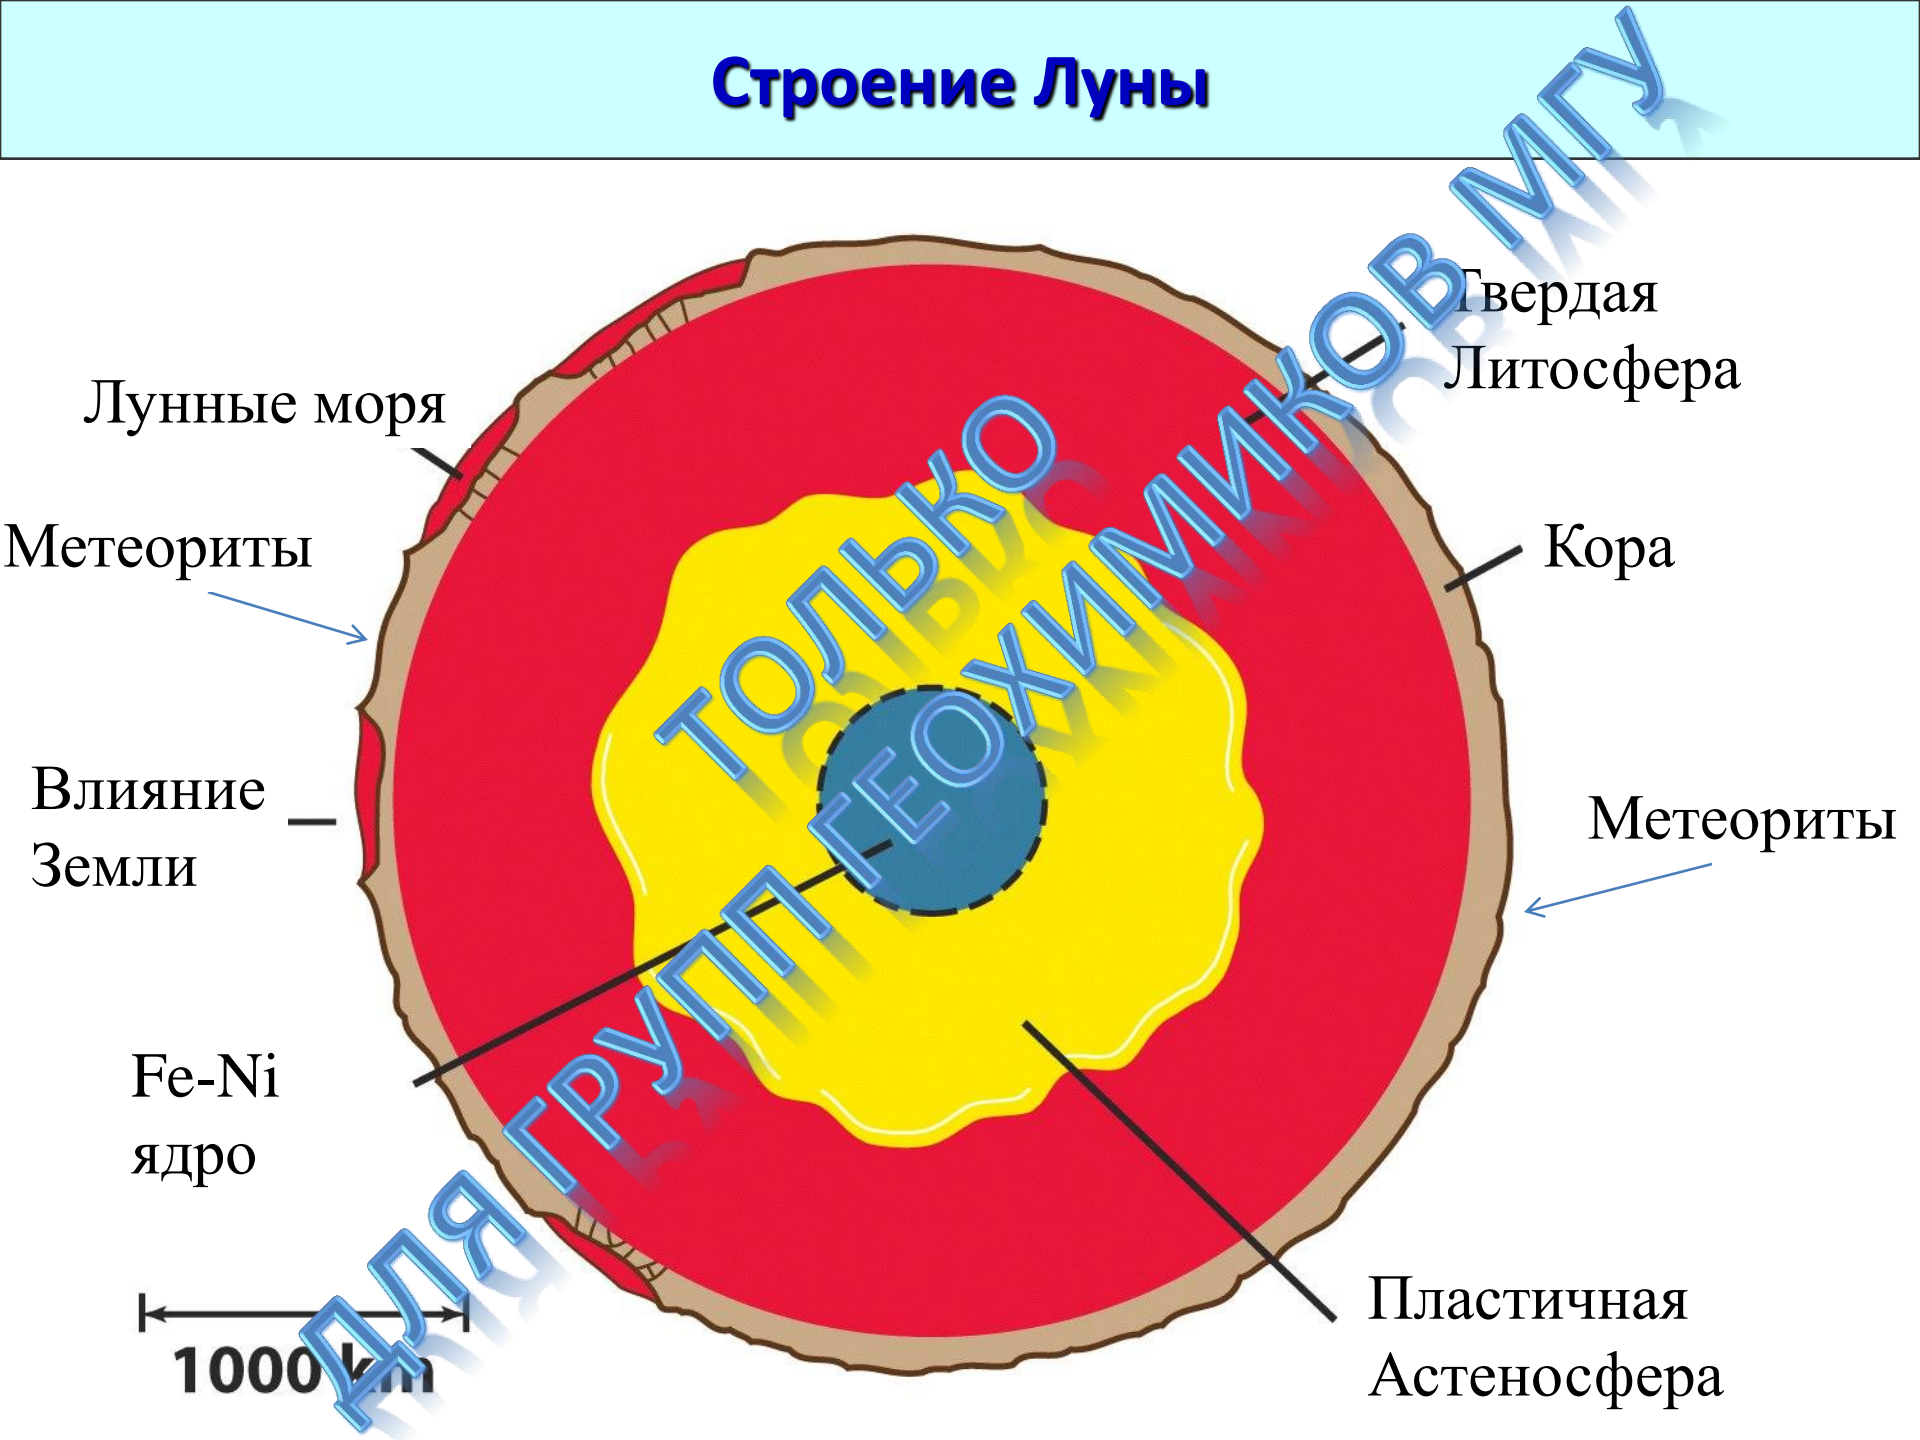 Строение Луны
Твердая
Литосфера
Лунные моря
Метеориты
Кора
Влияние
Земли
Метеориты
Fe-Ni
ядро
Пластичная
Астеносфера
1000 km
ТОЛЬКО
ДЛЯ ГРУПП ГЕОХИМИКОВ МГУ